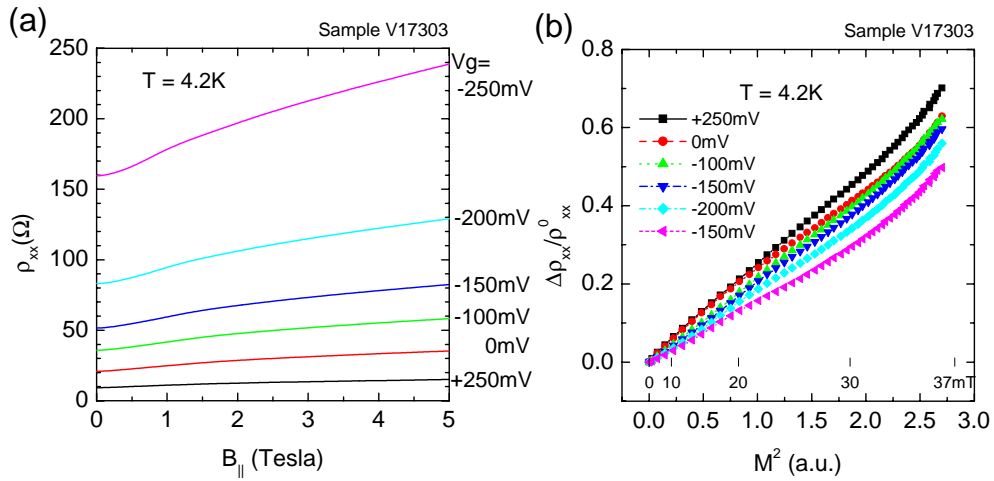 (a)
Sample V17303
T = 4.2K
Vg=
-250mV
-200mV
-150mV
-100mV
0mV
+250mV
250
200
150
100
50
0
ρxx(Ω)
0 1 2 3 4 5
B|| (Tesla)
(b)
Sample V17303
T = 4.2K
+250mV
0mV
-100mV
-150mV
-200mV
-150mV
0.8
0.6
0.4
0.2
0.0
Δρxx/ρ0xx
0 10 20 30 37mT
0.0 0.5 1.0 1.5 2.0 2.5 3.0
M² (a.u.)